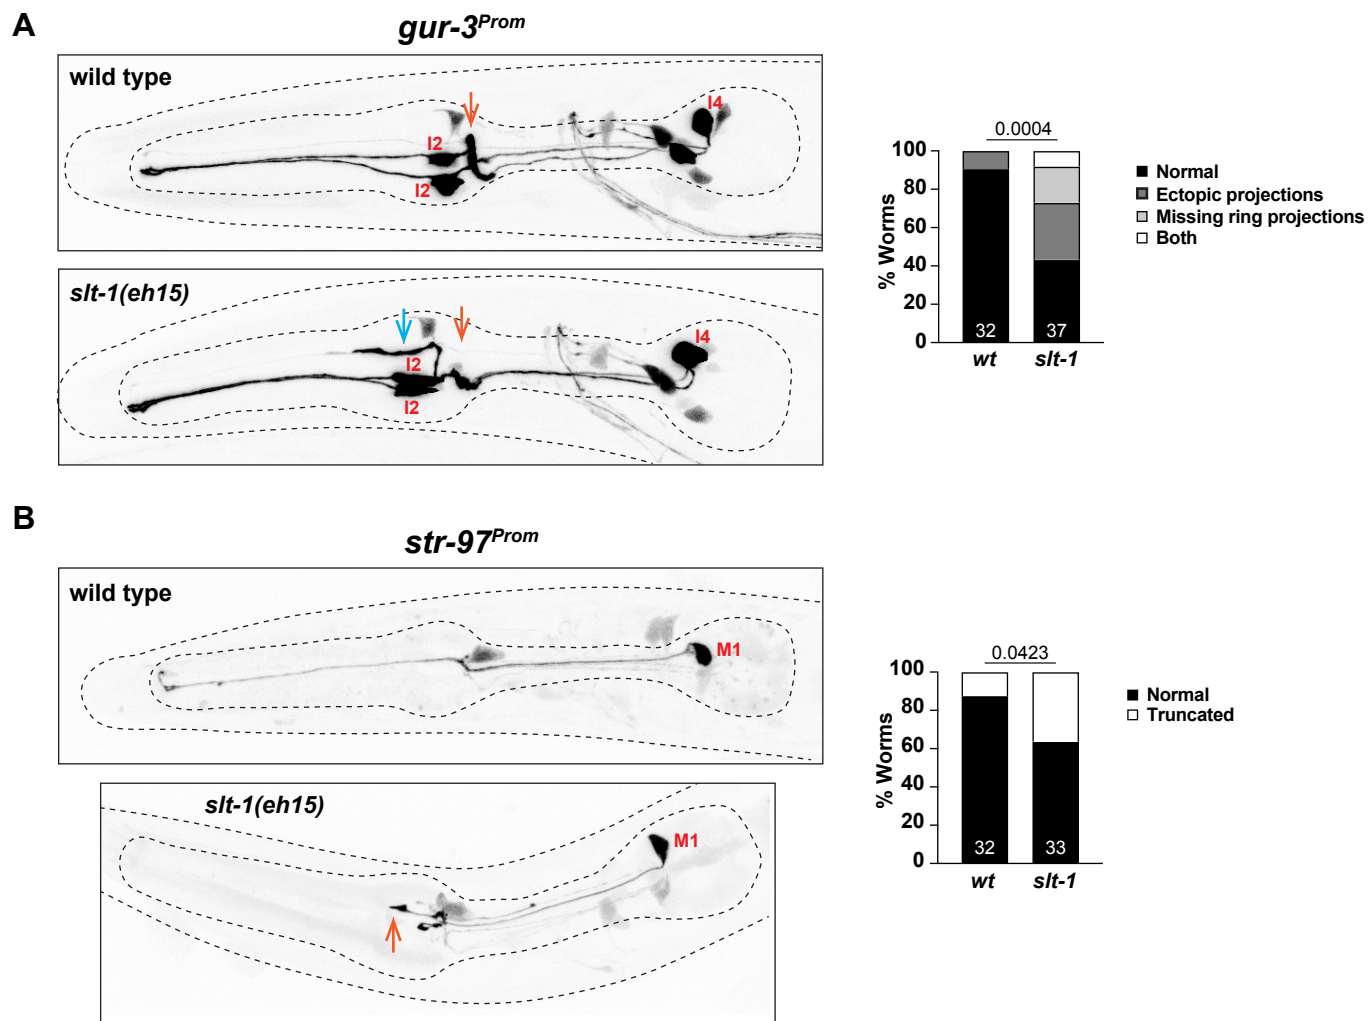 A
gur-3Prom
wild type
I2
I2
I4
slt-1(eh15)
I2
I2
I4
0.0004
% Worms
100
80
60
40
20
0
32
37
wt
slt-1
Normal
Ectopic projections
Missing ring projections
Both
B
str-97Prom
wild type
M1
slt-1(eh15)
M1
0.0423
% Worms
100
80
60
40
20
0
32
33
wt
slt-1
Normal
Truncated